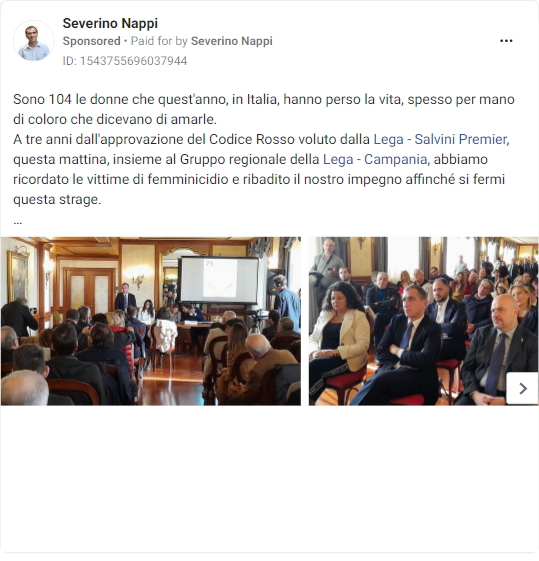 Severino Nappi
Sponsored • Paid for by Severino Nappi
ID: 1543755696037944
Sono 104 le donne che quest'anno, in Italia, hanno perso la vita, spesso per mano
di coloro che dicevano di amarle.
A tre anni dall'approvazione del Codice Rosso voluto dalla Lega - Salvini Premier,
questa mattina, insieme al Gruppo regionale della Lega - Campania, abbiamo
ricordato le vittime di femminicidio e ribadito il nostro impegno affinché si fermi
questa strage.
...